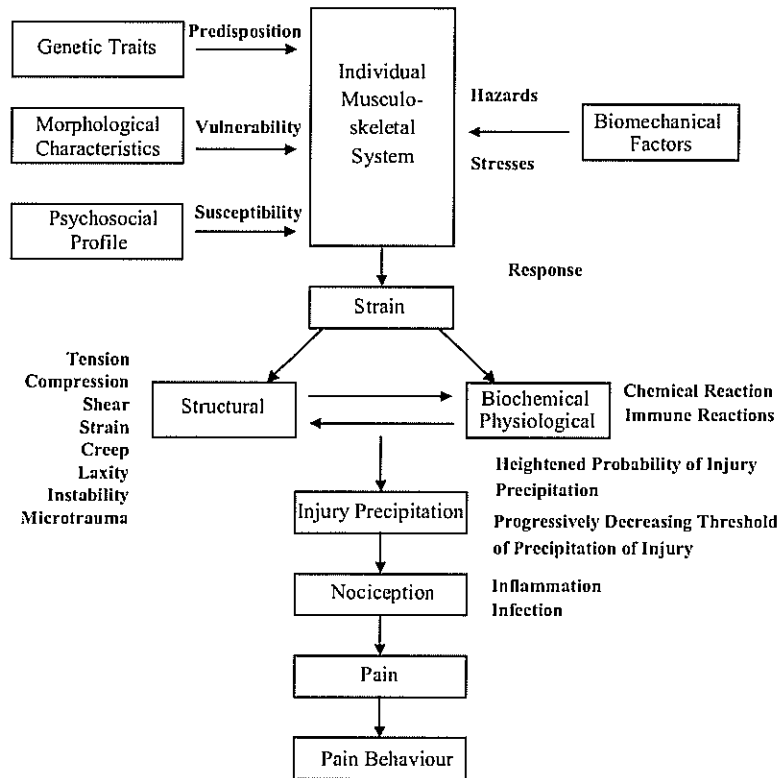 Genetic Traits
Predisposition
Individual
Musculo-
skeletal
System
Morphological
Characteristics
Vulnerability
Hazards
Stresses
Biomechanical
Factors
Psychosocial
Profile
Susceptibility
Response
Strain
Tension
Compression
Shear
Strain
Creep
Laxity
Instability
Microtrauma
Structural
Biochemical
Physiological
Chemical Reaction
Immune Reactions
Heightened Probability of Injury
Precipitation
Injury Precipitation
Progressively Decreasing Threshold
of Precipitation of Injury
Nociception
Inflammation
Infection
Pain
Pain Behaviour